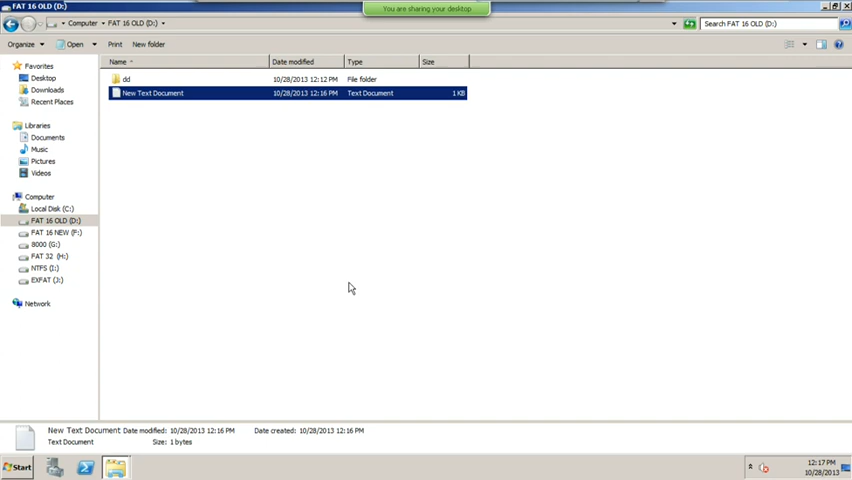 FAT 16 OLD (D:)
You are sharing your desktop
Computer FAT 16 OLD (D:)
Search FAT 16 OLD (D:)
Organize Open Print New folder
Name Date modified Type Size
dd 10/28/2013 12:12 PM File folder
New Text Document 10/28/2013 12:16 PM Text Document 1 KB
Favorites
Desktop
Downloads
Recent Places
Libraries
Documents
Music
Pictures
Videos
Computer
Local Disk (C:)
FAT 16 OLD (D:)
FAT 16 NEW (F:)
8000 (G:)
FAT 32 (H:)
NTFS (I:)
EXFAT (J:)
Network
New Text Document Date modified: 10/28/2013 12:16 PM Date created: 10/28/2013 12:16 PM
Text Document Size: 1 bytes
Start
12:17 PM
10/28/2013